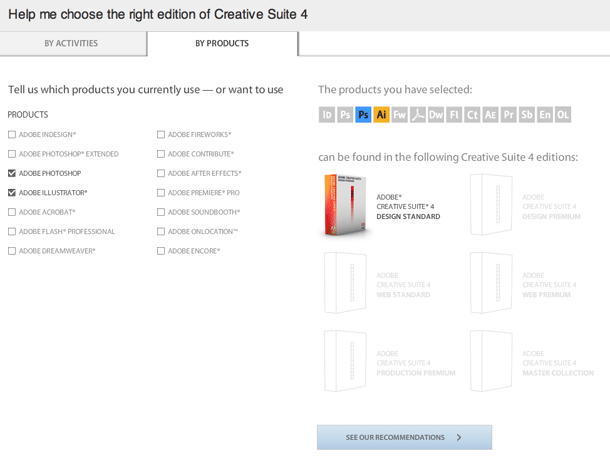 Help me choose the right edition of Creative Suite 4
BY ACTIVITIES
BY PRODUCTS
Tell us which products you currently use — or want to use
PRODUCTS
ADOBE INDESIGN®
ADOBE PHOTOSHOP® EXTENDED
ADOBE PHOTOSHOP
ADOBE ILLUSTRATOR®
ADOBE ACROBAT®
ADOBE FLASH® PROFESSIONAL
ADOBE DREAMWEAVER®
ADOBE FIREWORKS®
ADOBE CONTRIBUTE®
ADOBE AFTER EFFECTS®
ADOBE PREMIERE® PRO
ADOBE SOUNDBOOTH®
ADOBE ONLOCATION™
ADOBE ENCORE®
The products you have selected:
ID Ps Ps Ai Fw Dw Fl Ct AE Pr Sb En OL
can be found in the following Creative Suite 4 editions:
ADOBE®
CREATIVE SUITE® 4
DESIGN STANDARD
ADOBE
CREATIVE SUITE 4
DESIGN PREMIUM
ADOBE
CREATIVE SUITE 4
WEB STANDARD
ADOBE
CREATIVE SUITE 4
WEB PREMIUM
ADOBE
CREATIVE SUITE 4
PRODUCTION PREMIUM
ADOBE
CREATIVE SUITE 4
MASTER COLLECTION
SEE OUR RECOMMENDATIONS